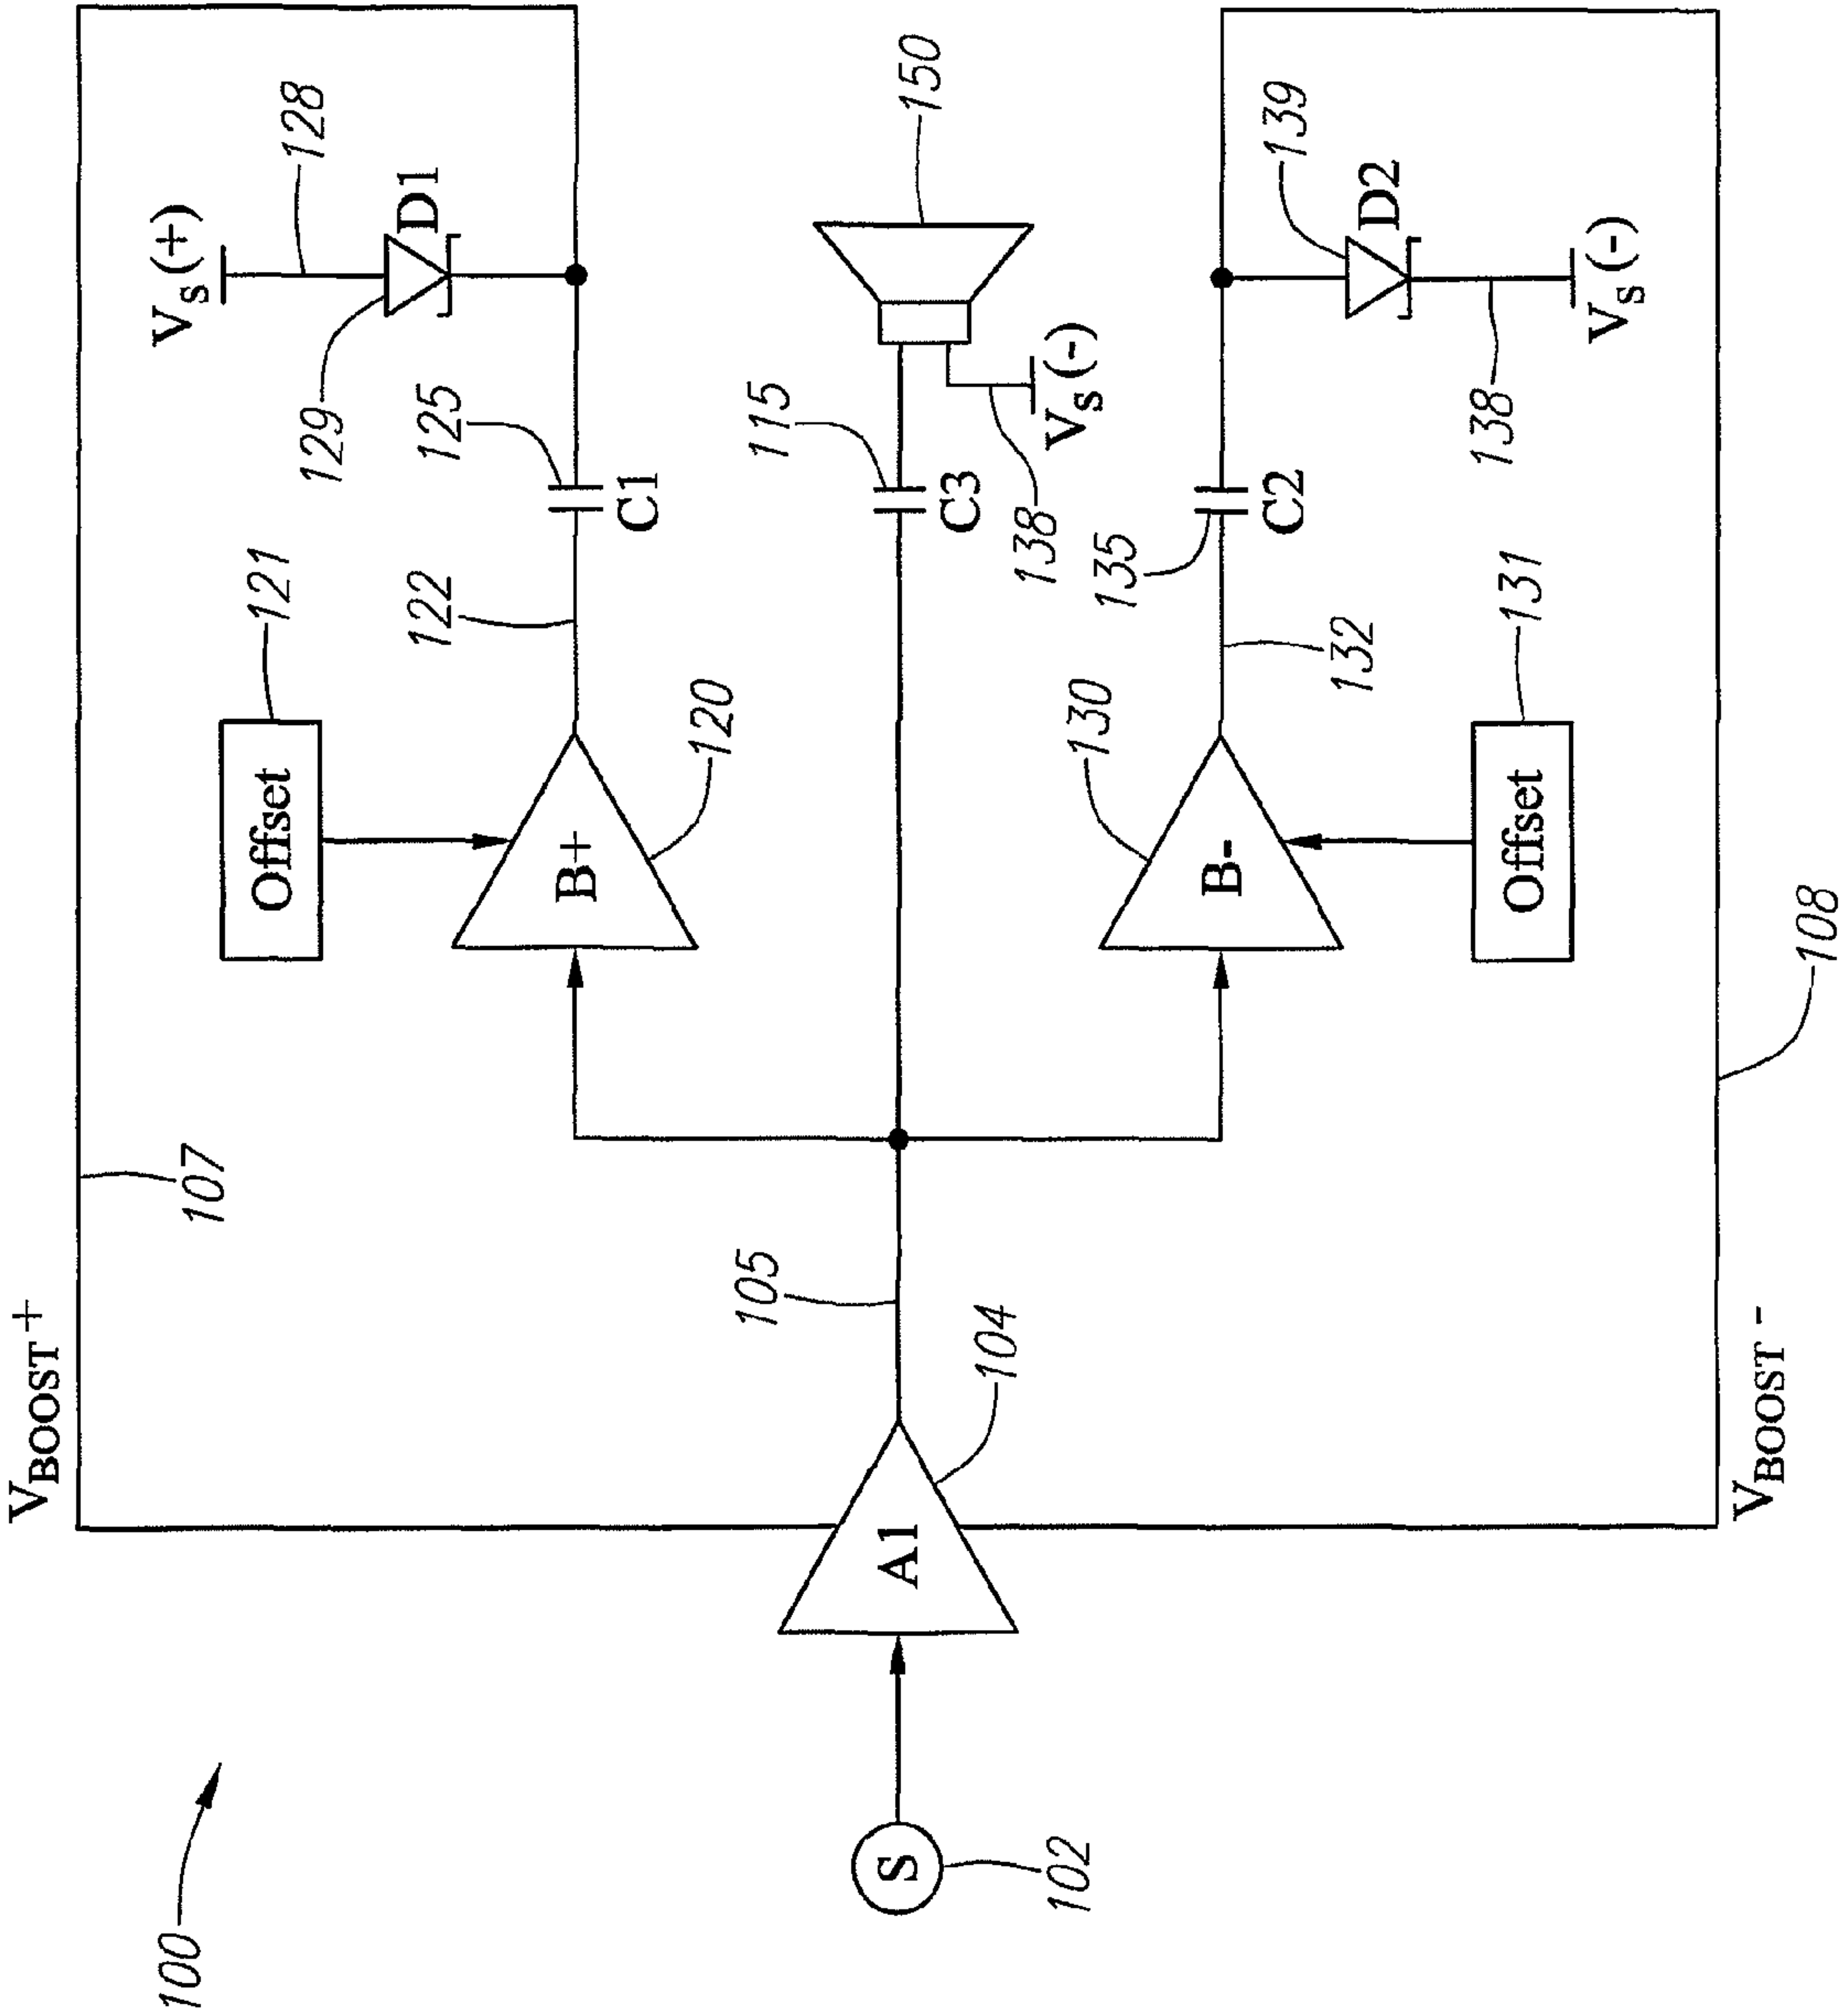 100
S
102
V_BOOST+
107
A1
104
105
V_BOOST-
108
Offset
121
B+
120
122
C1
125
129
D1
128
V_S(+)
C3
115
150
138
V_S(-)
B-
130
Offset
131
132
135
C2
D2
139
138
V_S(-)